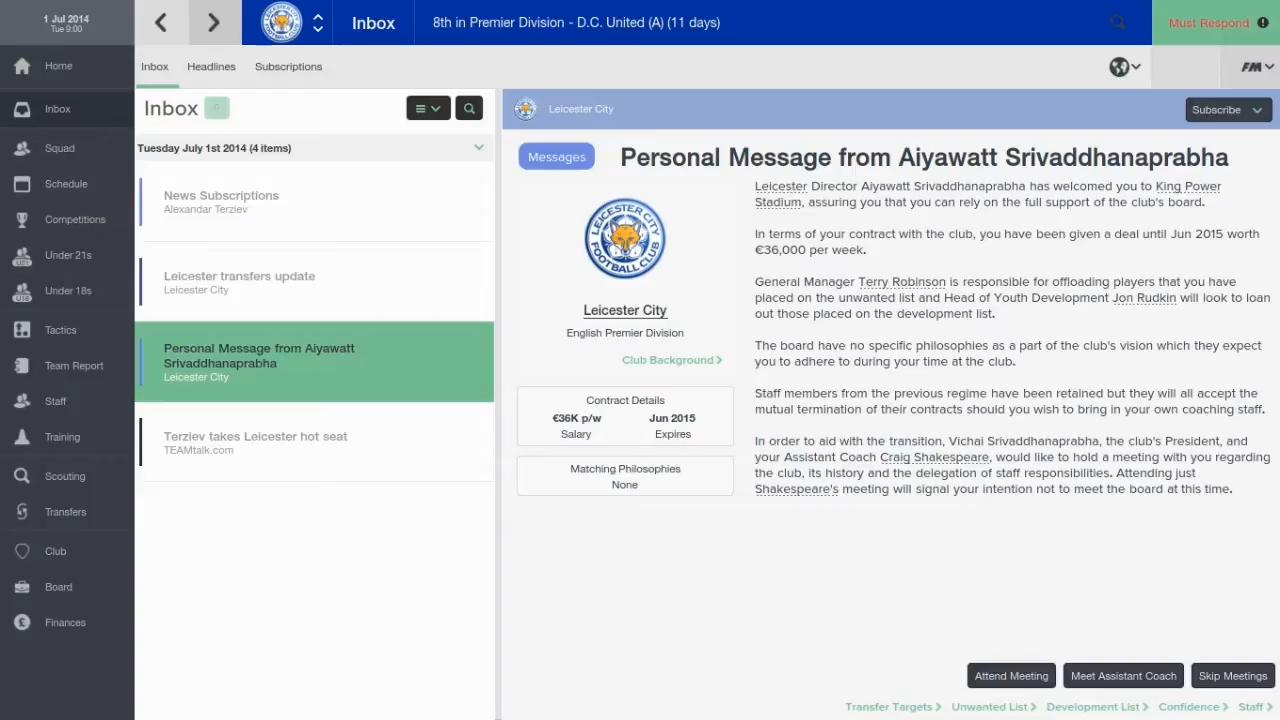 1 Jul 2014
Tue 9:00
Inbox
8th in Premier Division - D.C. United (A) (11 days)
Must Respond
Home
Inbox
Squad
Schedule
Competitions
Under 21s
Under 18s
Tactics
Team Report
Staff
Training
Scouting
Transfers
Club
Board
Finances
Inbox
Headlines
Subscriptions
FM
Inbox
0
Tuesday July 1st 2014 (4 items)
News Subscriptions
Alexandar Terziev
Leicester transfers update
Leicester City
Personal Message from Aiyawatt
Srivaddhanaprabha
Leicester City
Terziev takes Leicester hot seat
TEAMtalk.com
Leicester City
Subscribe
Messages
Personal Message from Aiyawatt Srivaddhanaprabha
LEICESTER CITY
FOOTBALL CLUB
Leicester City
English Premier Division
Club Background
Contract Details
€36K p/w
Jun 2015
Salary
Expires
Matching Philosophies
None
Leicester Director Aiyawatt Srivaddhanaprabha has welcomed you to King Power
Stadium, assuring you that you can rely on the full support of the club's board.
In terms of your contract with the club, you have been given a deal until Jun 2015 worth
€36,000 per week.
General Manager Terry Robinson is responsible for offloading players that you have
placed on the unwanted list and Head of Youth Development Jon Rudkin will look to loan
out those placed on the development list.
The board have no specific philosophies as a part of the club's vision which they expect
you to adhere to during your time at the club.
Staff members from the previous regime have been retained but they will all accept the
mutual termination of their contracts should you wish to bring in your own coaching staff.
In order to aid with the transition, Vichai Srivaddhanaprabha, the club's President, and
your Assistant Coach Craig Shakespeare, would like to hold a meeting with you regarding
the club, its history and the delegation of staff responsibilities. Attending just
Shakespeare's meeting will signal your intention not to meet the board at this time.
Attend Meeting
Meet Assistant Coach
Skip Meetings
Transfer Targets
Unwanted List
Development List
Confidence
Staff